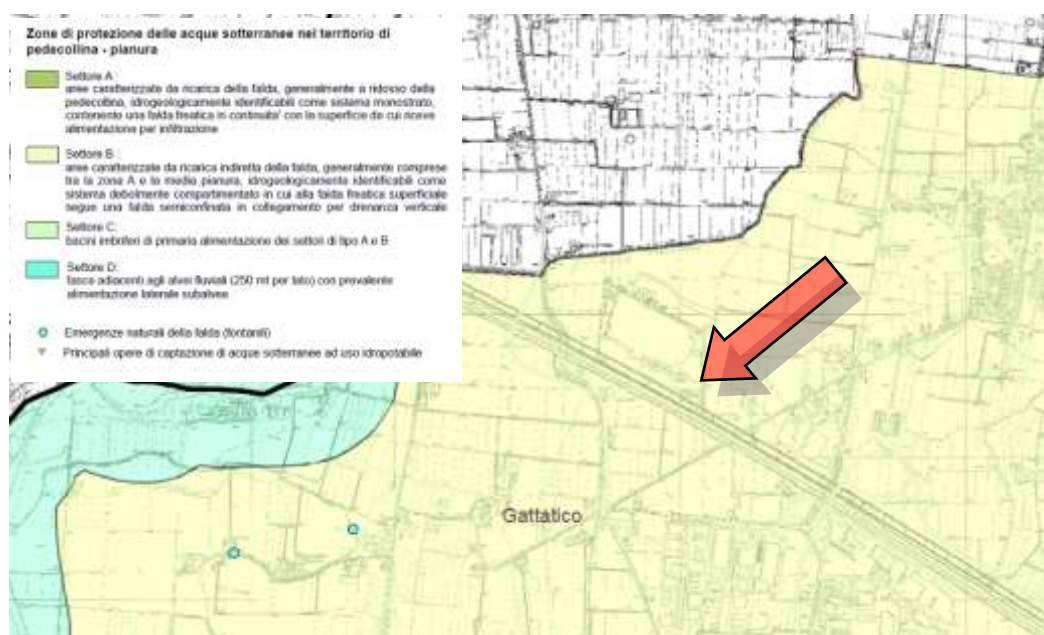 Zone di protezione delle acque sotterranee nel territorio di
pedecollina - pianura
Settore A:
aree caratterizzate da ricarica della falda, generalmente a ridosso della
pedecollina, idrogeologicamente identificabili come sistema monostrato,
contenente una falda freatica in continuita' con la superficie da cui riceve
alimentazione per infiltrazione
Settore B:
aree caratterizzate da ricarica indiretta della falda, generalmente comprese
tra la zona A e la media pianura, idrogeologicamente identificabili come
sistema debolmente compartimentato in cui alla falda freatica superficiale
segue una falda semiconfinata in collegamento per drenanza verticale
Settore C:
bacini imbriferi di primaria alimentazione dei settori di tipo A e B
Settore D:
fasce adiacenti agli alvei fluviali (250 mt per lato) con prevalente
alimentazione laterale subalvea
Emergenze naturali della falda (fontanili)
Principali opere di captazione di acque sotterranee ad uso idropotabile
Gattatico